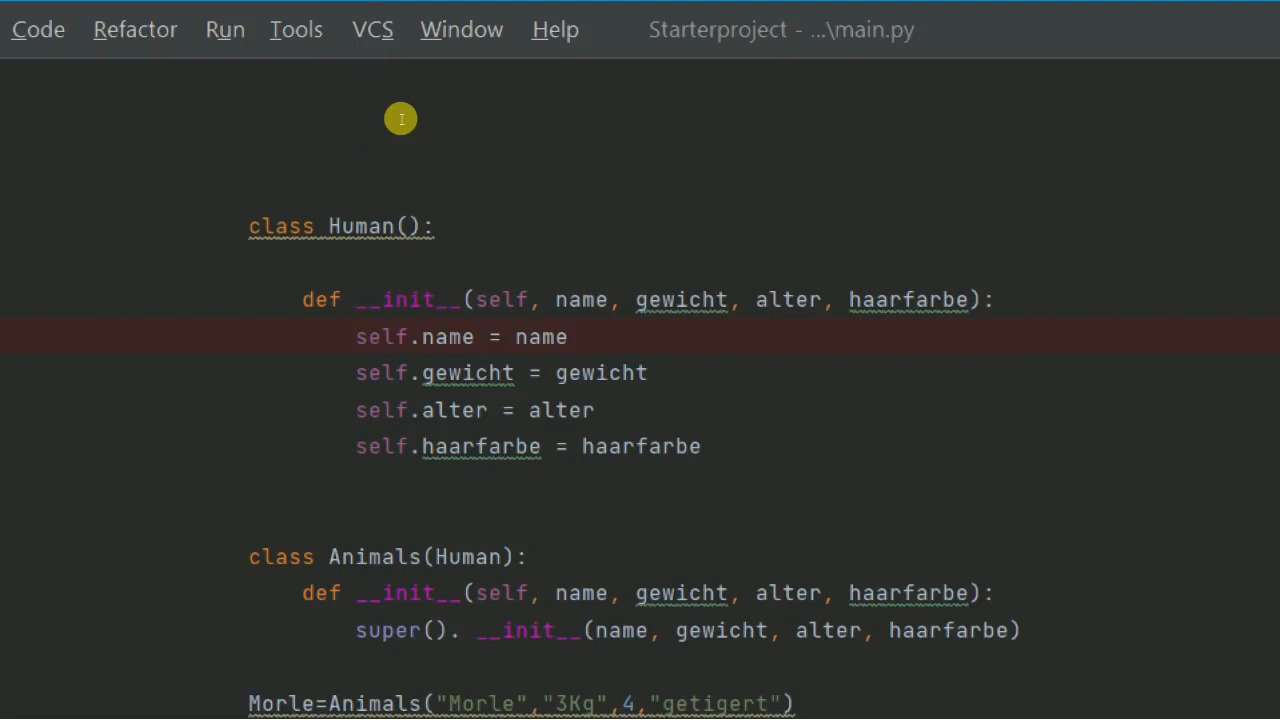 Code Refactor Run Tools VCS Window Help Starterproject - ...\main.py
class Human():
def __init__(self, name, gewicht, alter, haarfarbe):
self.name = name
self.gewicht = gewicht
self.alter = alter
self.haarfarbe = haarfarbe
class Animals(Human):
def __init__(self, name, gewicht, alter, haarfarbe):
super(). __init__(name, gewicht, alter, haarfarbe)
Morle=Animals("Morle","3Kg",4,"getigert")